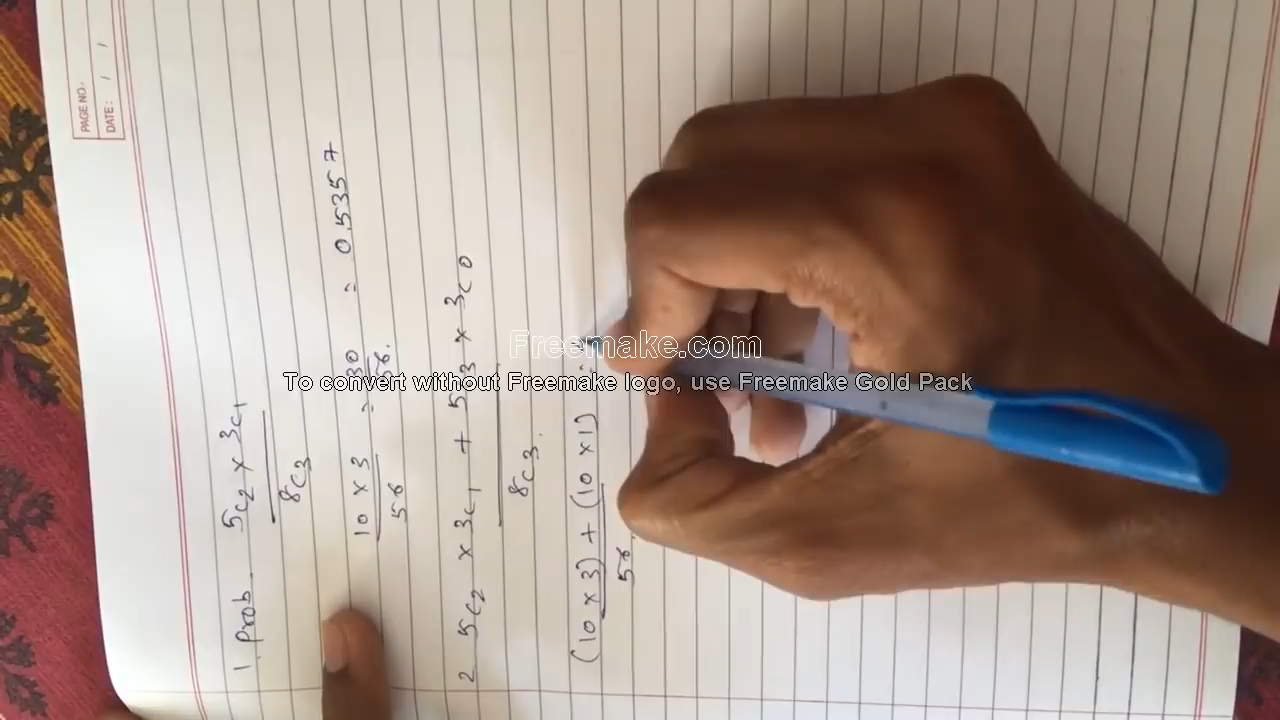 PAGE NO.:
DATE: / /
1. Prob 5c2 x 3c1
8c3
10 x 3 = 30 = 0.5357
56 56.
2 5c2 x 3c1 + 5c3 x 3c0
8c3.
(10 x 3) + (10 x 1)
56.
Freemake.com
To convert without Freemake logo, use Freemake Gold Pack